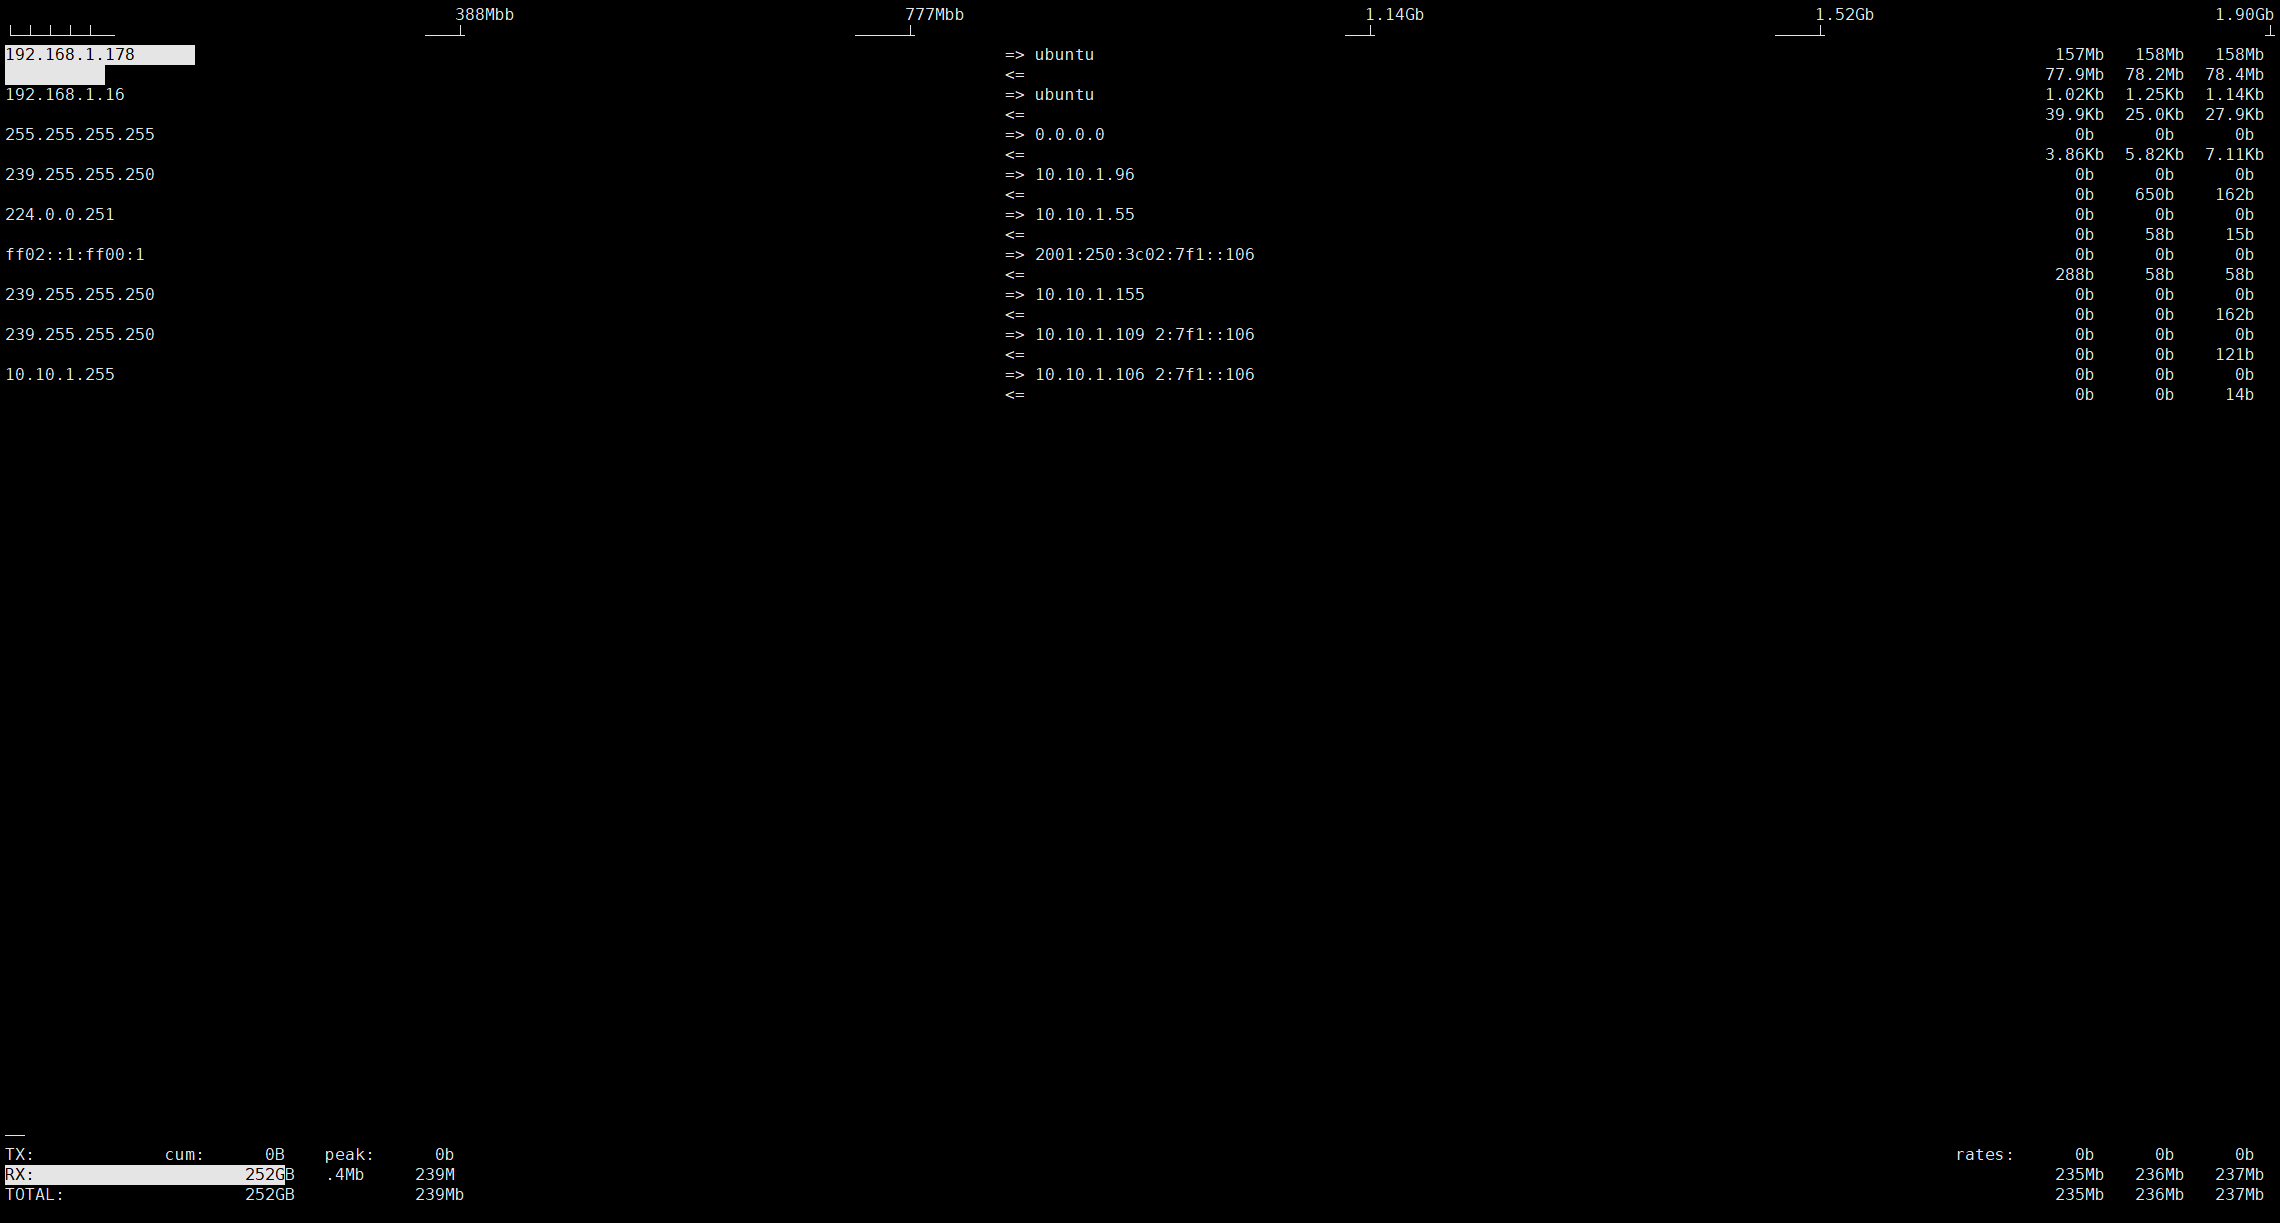 388Mbb 777Mbb 1.14Gb 1.52Gb 1.90Gb
192.168.1.178 => ubuntu 157Mb 158Mb 158Mb
<= 77.9Mb 78.2Mb 78.4Mb
192.168.1.16 => ubuntu 1.02Kb 1.25Kb 1.14Kb
<= 39.9Kb 25.0Kb 27.9Kb
255.255.255.255 => 0.0.0.0 0b 0b 0b
<= 3.86Kb 5.82Kb 7.11Kb
239.255.255.250 => 10.10.1.96 0b 0b 0b
<= 0b 650b 162b
224.0.0.251 => 10.10.1.55 0b 0b 0b
<= 0b 58b 15b
ff02::1:ff00:1 => 2001:250:3c02:7f1::106 0b 0b 0b
<= 288b 58b 58b
239.255.255.250 => 10.10.1.155 0b 0b 0b
<= 0b 0b 162b
239.255.255.250 => 10.10.1.109 2:7f1::106 0b 0b 0b
<= 0b 0b 121b
10.10.1.255 => 10.10.1.106 2:7f1::106 0b 0b 0b
<= 0b 0b 14b
TX: cum: 0B peak: 0b rates: 0b 0b 0b
RX: 252GB .4Mb 239M 235Mb 236Mb 237Mb
TOTAL: 252GB 239Mb 235Mb 236Mb 237Mb